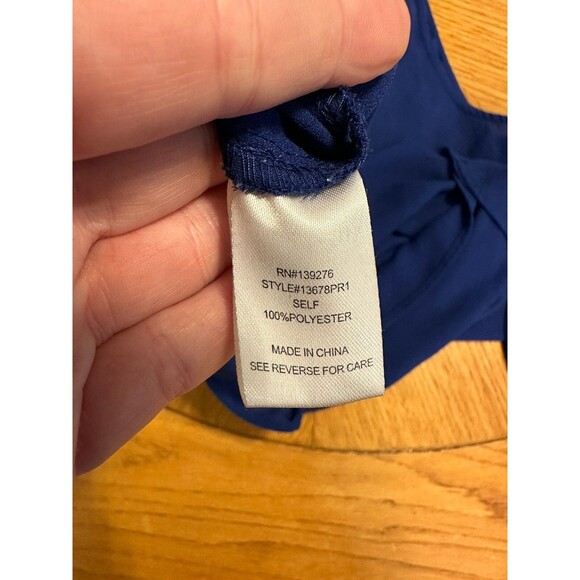 RN#139276
STYLE#13678PR1
SELF
100%POLYESTER
MADE IN CHINA
SEE REVERSE FOR CARE